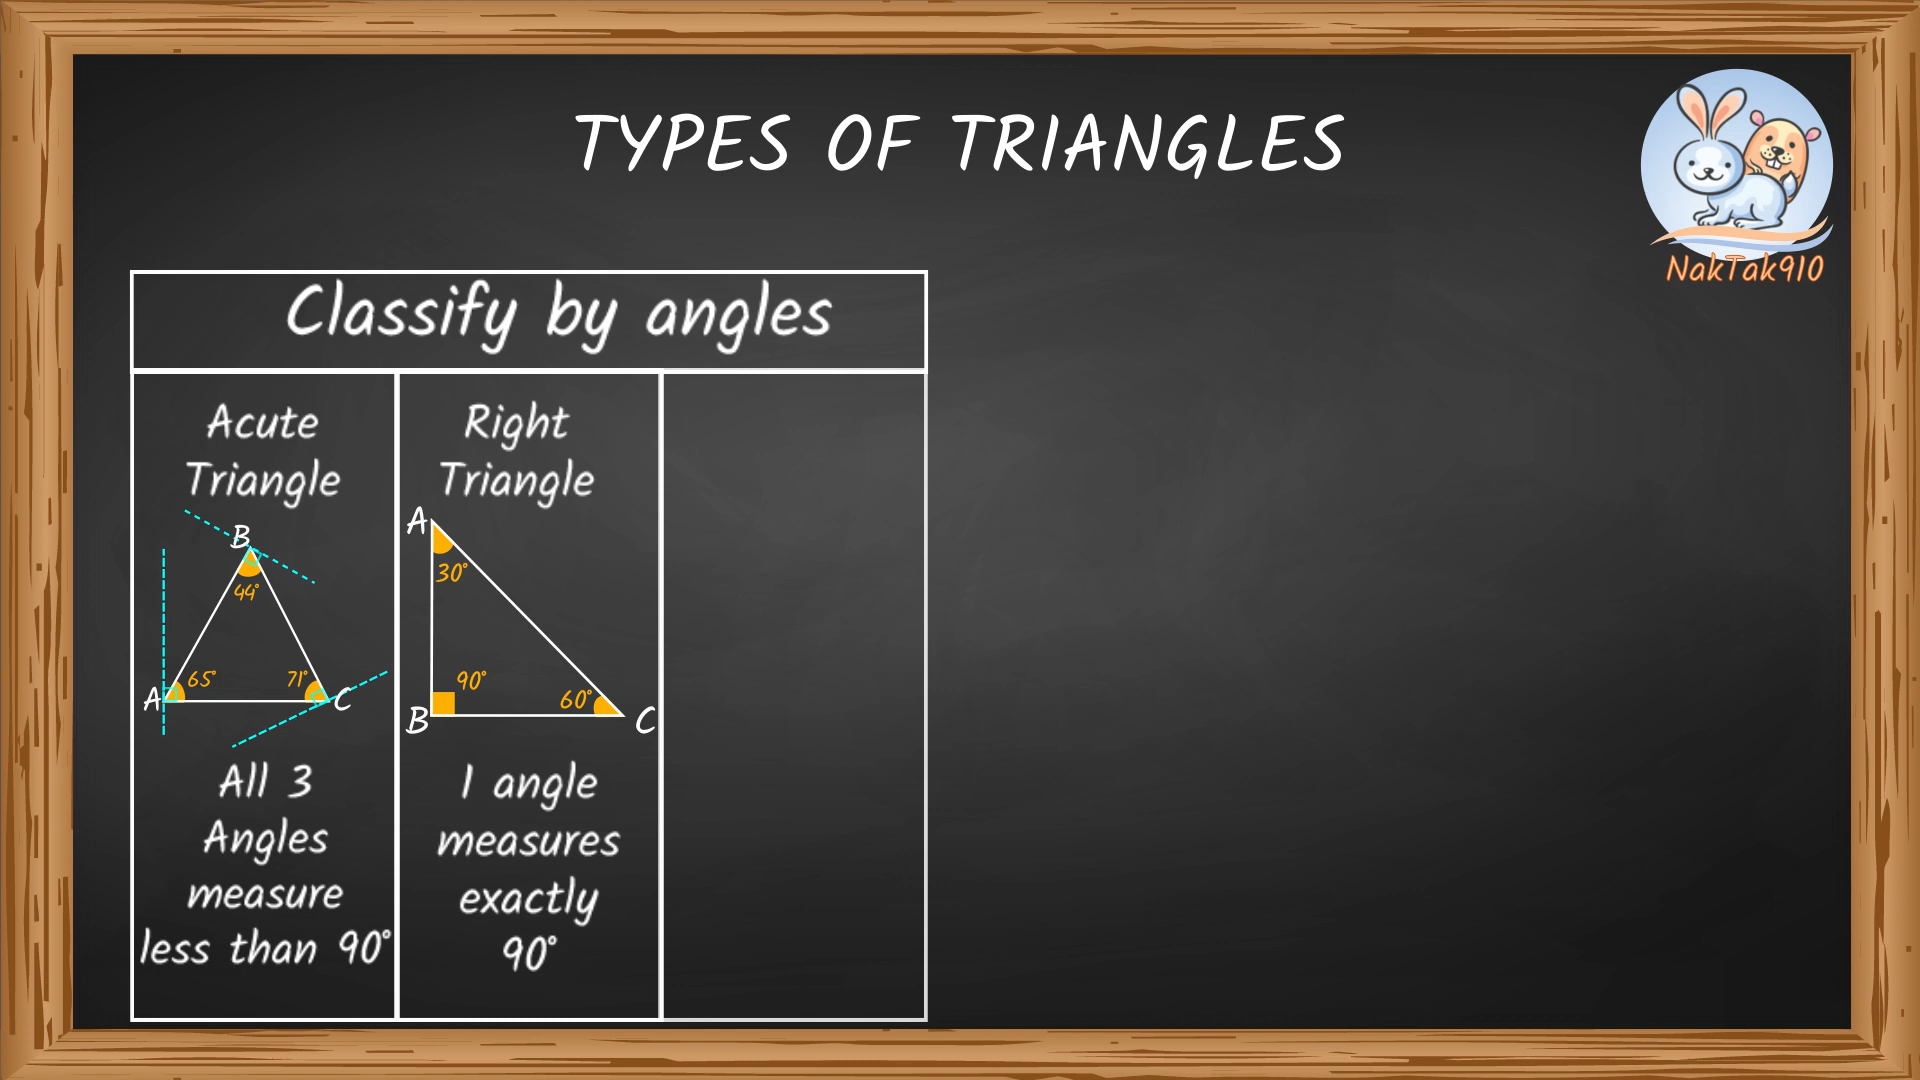 TYPES OF TRIANGLES
NakTak910
Classify by angles
Acute
Triangle
B
44°
65°
71°
A
C
All 3
Angles
measure
less than 90°
Right
Triangle
A
30°
90°
60°
B
C
1 angle
measures
exactly
90°